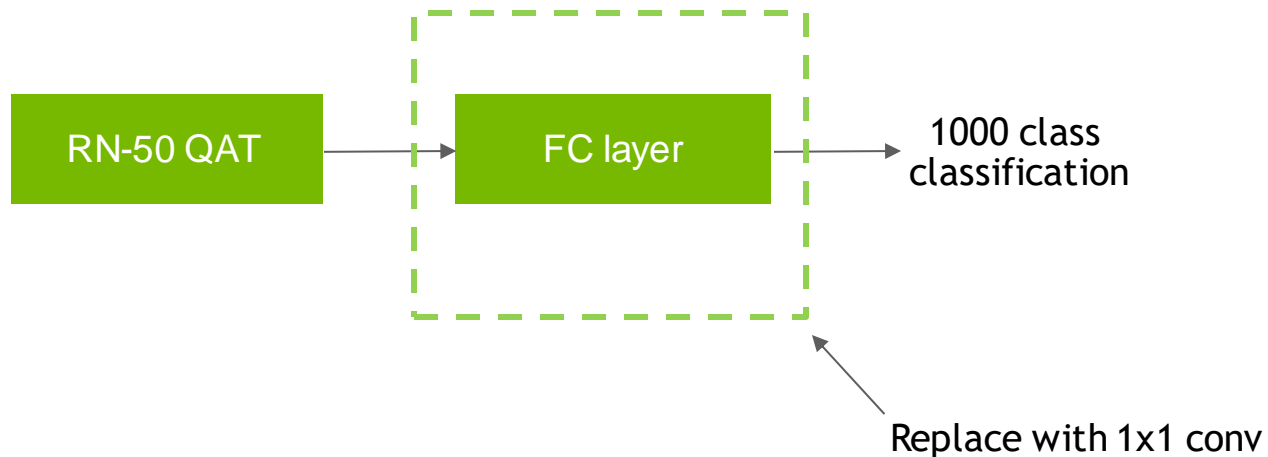 RN-50 QAT
FC layer
1000 class
classification
Replace with 1x1 conv